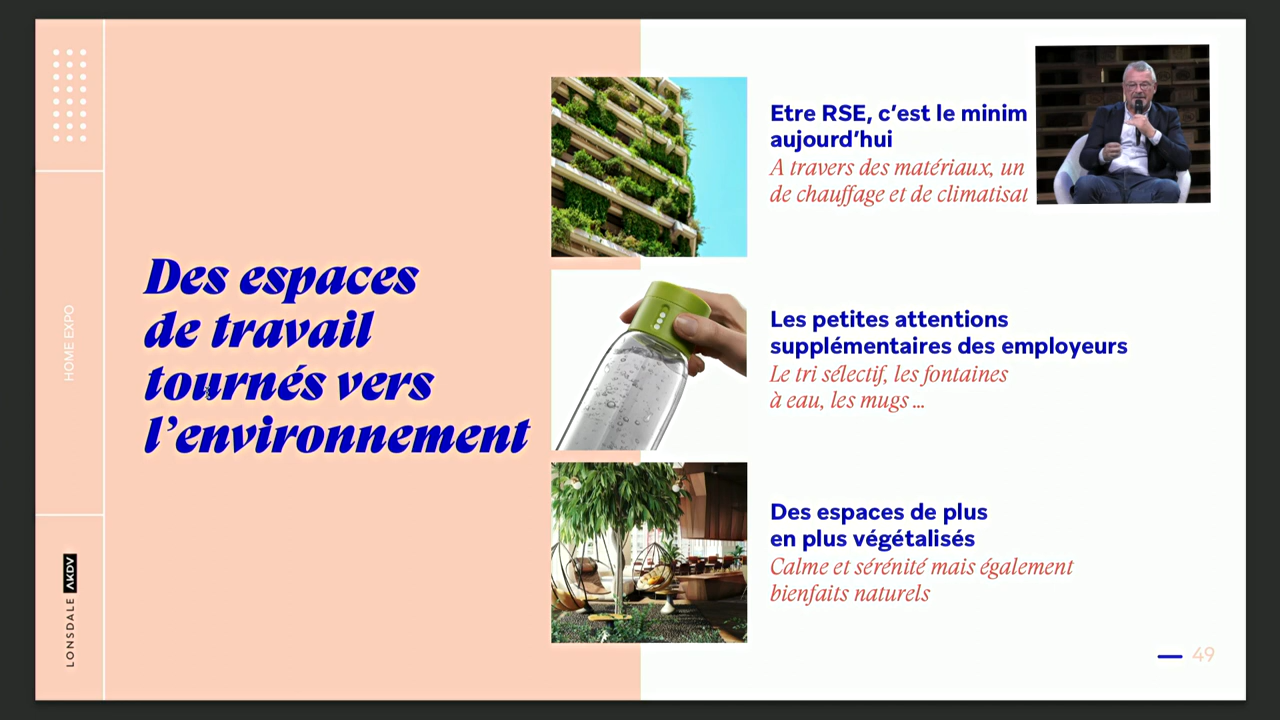 HOME EXPO
LONSDALE AKDV
Des espaces
de travail
tournés vers
l'environnement
Etre RSE, c'est le minim
aujourd'hui
A travers des matériaux, un
de chauffage et de climatisat
Les petites attentions
supplémentaires des employeurs
Le tri sélectif, les fontaines
à eau, les mugs ...
Des espaces de plus
en plus végétalisés
Calme et sérénité mais également
bienfaits naturels
49